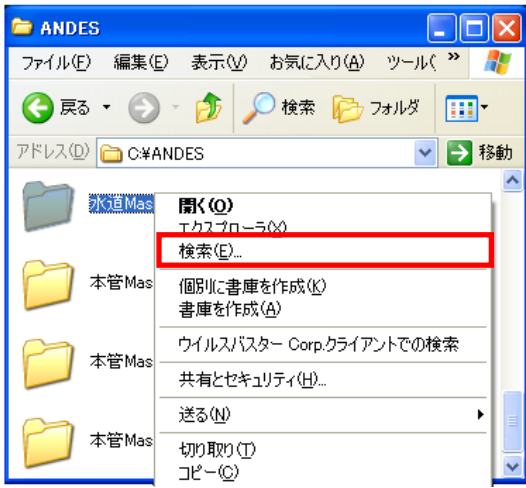 ANDES
ファイル(F) 編集(E) 表示(V) お気に入り(A) ツール( »
戻る 検索 フォルダ
アドレス(D) C:¥ANDES 移動
水道Mas
開く(O)
エクスプローラ(X)
検索(E)...
本管Mas
個別に書庫を作成(K)
書庫を作成(A)
ウイルスバスター Corp.クライアントでの検索
本管Mas
共有とセキュリティ(H)...
送る(N)
本管Mas
切り取り(T)
コピー(C)